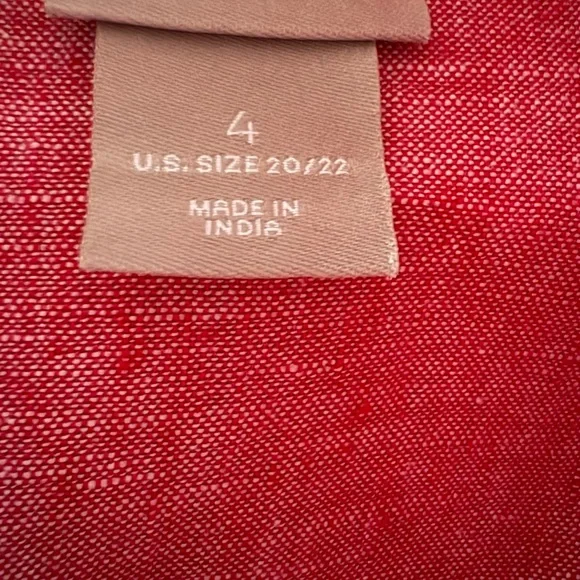 4
U.S. SIZE 20/22
MADE IN
INDIA